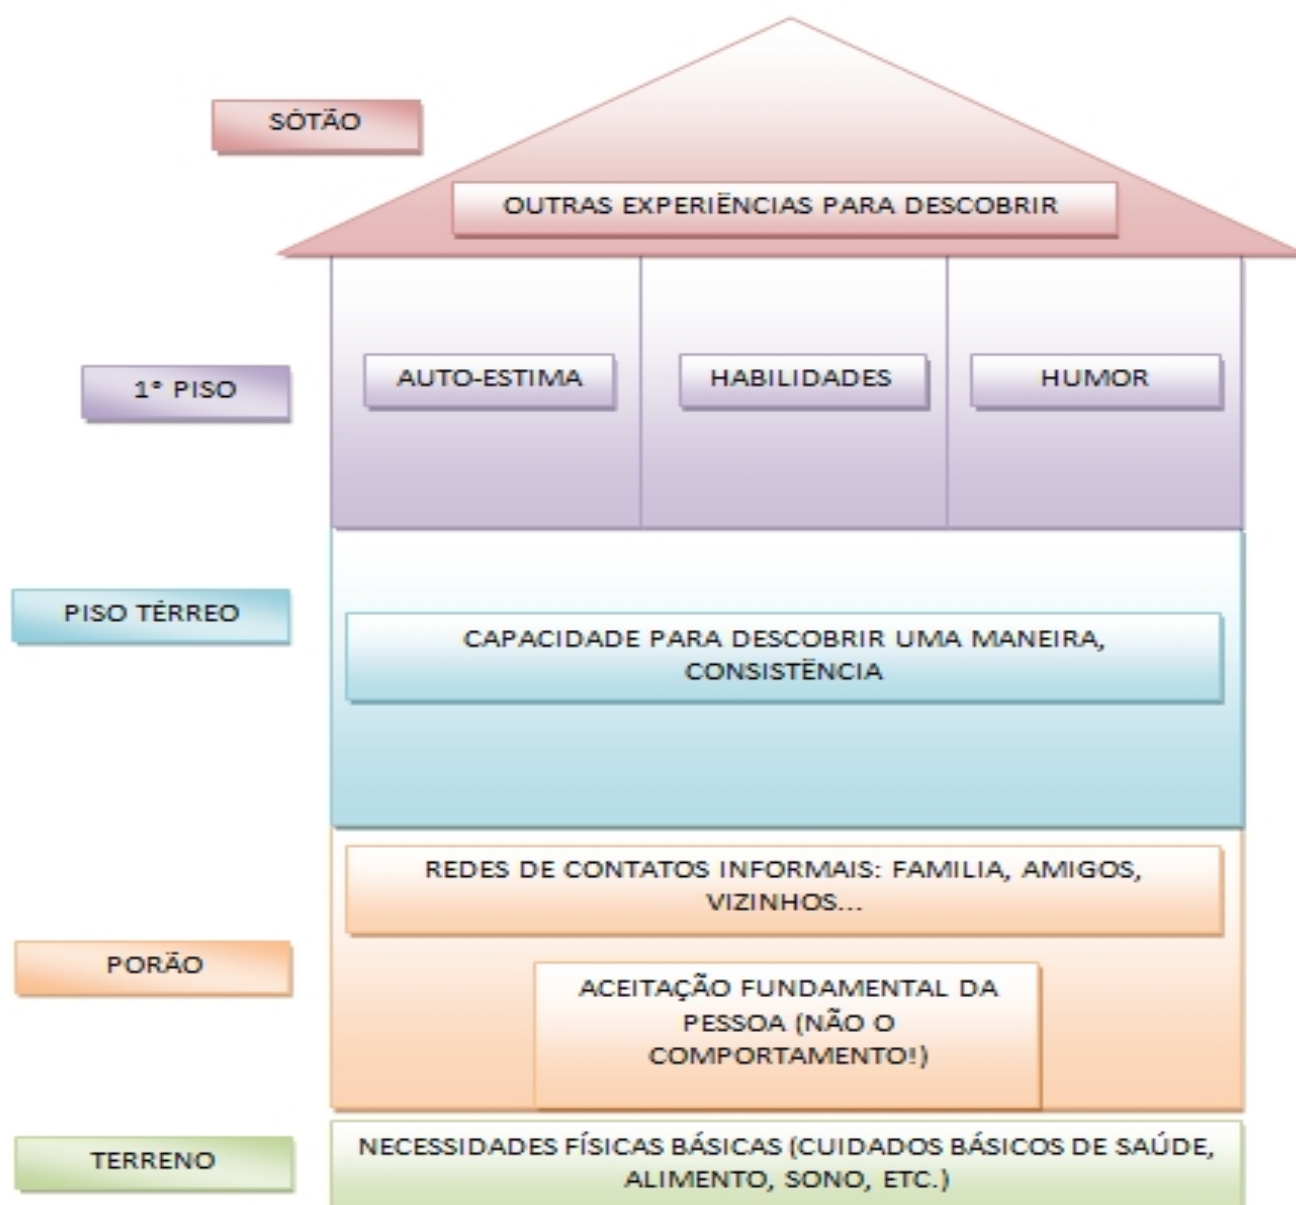 SÓTÃO
OUTRAS EXPERIÊNCIAS PARA DESCOBRIR
1° PISO
AUTO-ESTIMA
HABILIDADES
HUMOR
PISO TÉRREO
CAPACIDADE PARA DESCOBRIR UMA MANEIRA,
CONSISTÊNCIA
REDES DE CONTATOS INFORMAIS: FAMILIA, AMIGOS,
VIZINHOS...
PORÃO
ACEITAÇÃO FUNDAMENTAL DA
PESSOA (NÃO O
COMPORTAMENTO!)
TERRENO
NECESSIDADES FÍSICAS BÁSICAS (CUIDADOS BÁSICOS DE SAÚDE,
ALIMENTO, SONO, ETC.)